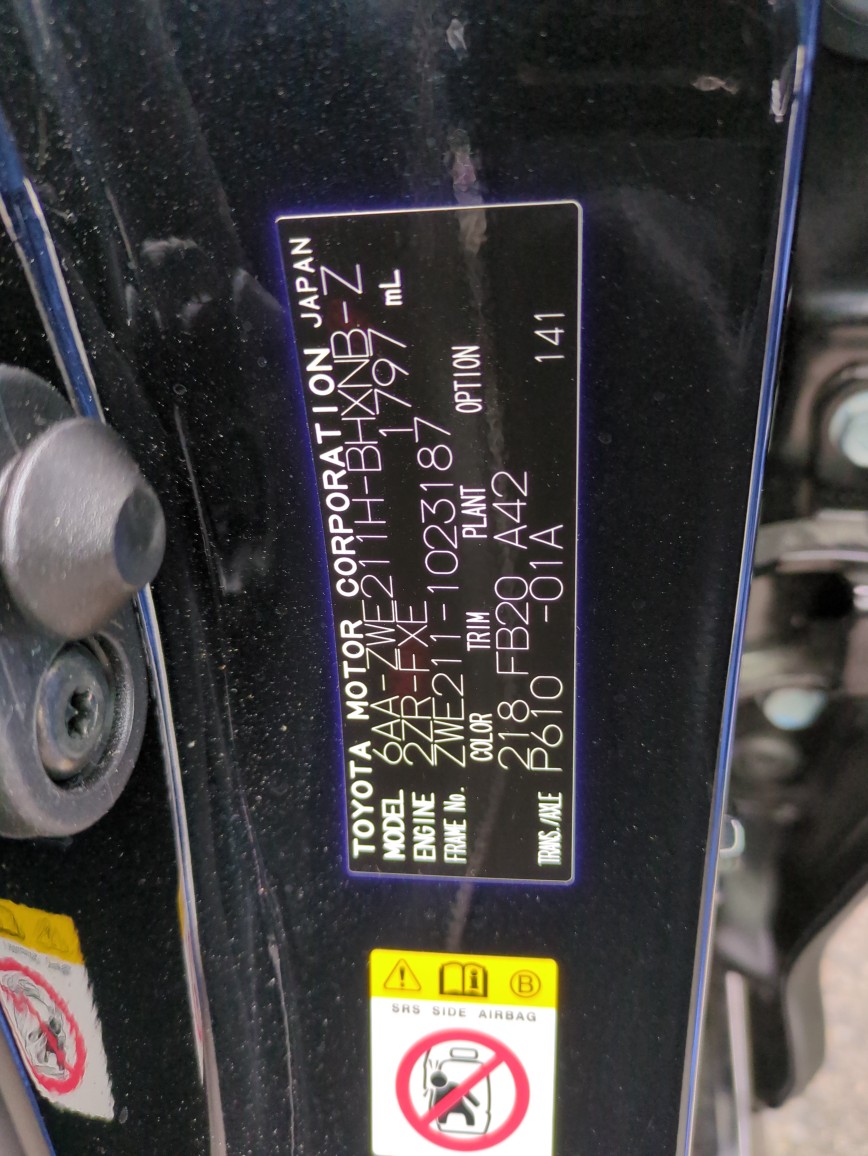 TOYOTA MOTOR CORPORATION JAPAN
MODEL 6AA-ZWE211H-BHXNB-Z
ENGINE 2ZR-FXE 1797 mL
FRAME No. ZWE211-1023187
COLOR TRIM PLANT OPTION
218 FB20 A42
TRANS./AXLE P610 -01A 141
B
SRS SIDE AIRBAG